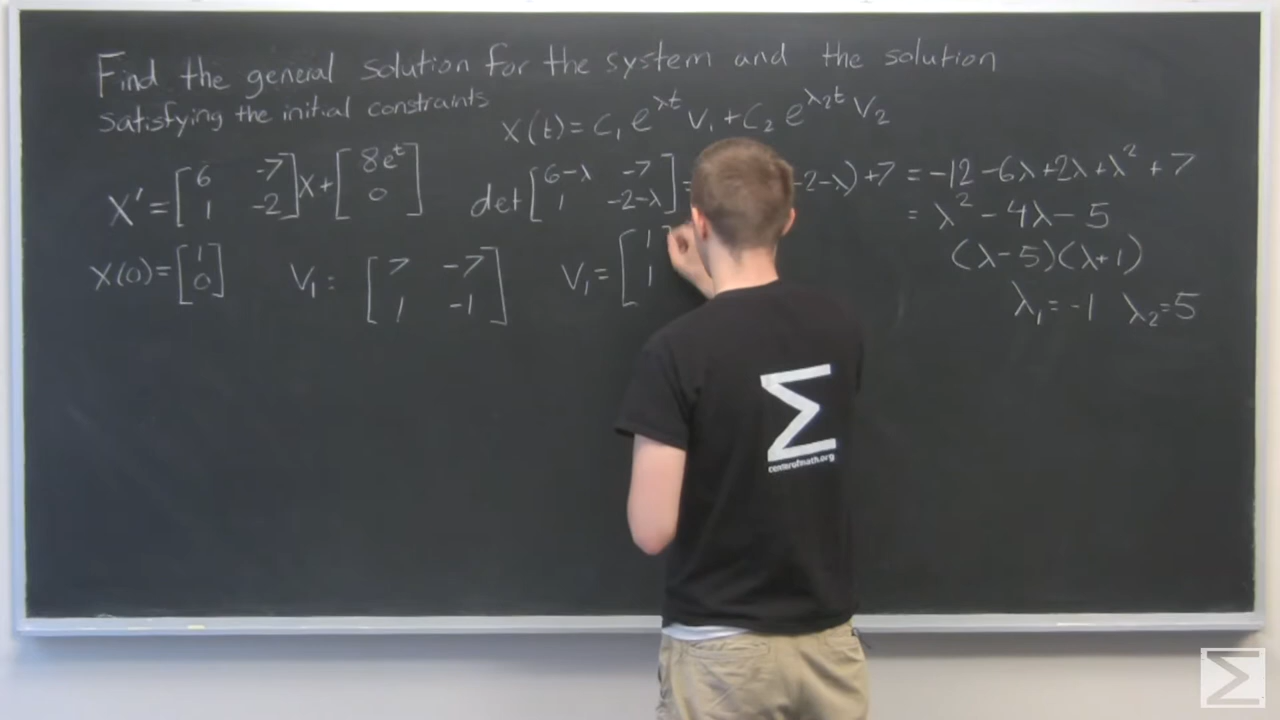 Find the general solution for the system and the solution
satisfying the initial constraints
X(t) = C₁ e^λt V₁ + C₂ e^λ₂t V₂
X' = [6 -7; 1 -2] X + [8e^t; 0]
det [6-λ -7; 1 -2-λ] = -2-λ) + 7 = -12 - 6λ + 2λ + λ² + 7
= λ² - 4λ - 5
(λ-5)(λ+1)
λ₁ = -1 λ₂ = 5
X(0) = [1; 0]
V₁: [7 -7; 1 -1]
V₁ = [1; 1
Σ
centerofmath.org
Σ